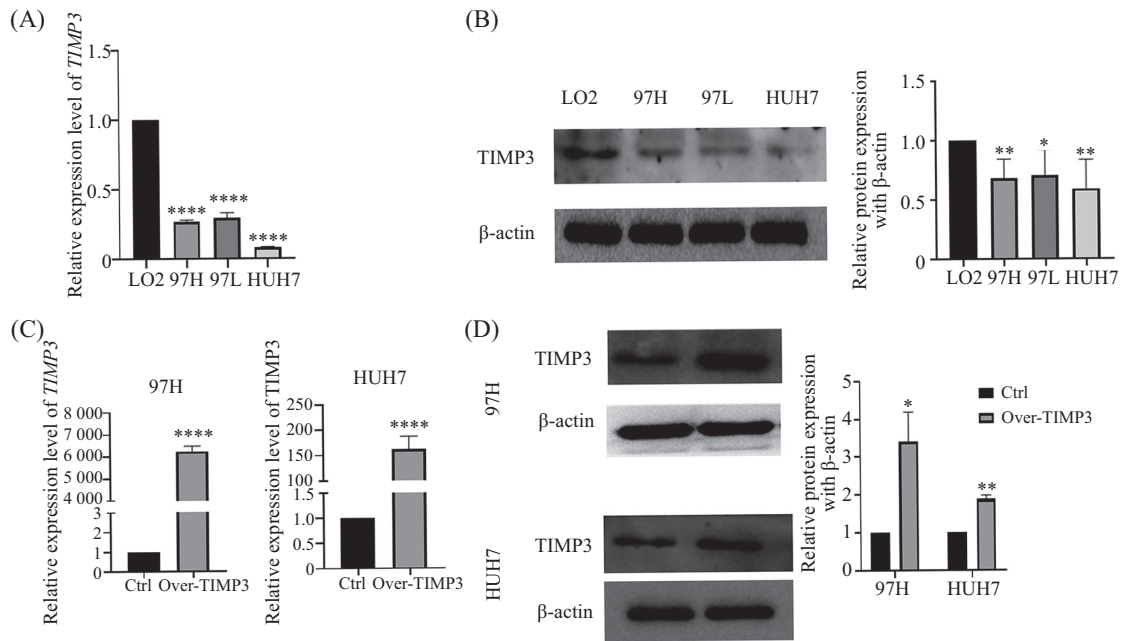 (A)
Relative expression level of TIMP3
1.5
1.0
0.5
0
****
****
****
LO2 97H 97L HUH7
(B)
LO2 97H 97L HUH7
TIMP3
β-actin
Relative protein expression
with β-actin
1.5
1.0
0.5
0
**
*
**
LO2 97H 97L HUH7
(C)
Relative expression level of TIMP3
97H
8 000
7 000
6 000
5 000
4 000
3
2
1
0
****
Ctrl Over-TIMP3
Relative expression level of TIMP3
HUH7
250
200
150
100
50
1.5
1.0
0.5
0
****
Ctrl Over-TIMP3
(D)
97H
TIMP3
β-actin
HUH7
TIMP3
β-actin
Relative protein expression
with β-actin
5
4
3
2
1
0
*
**
Ctrl
Over-TIMP3
97H HUH7